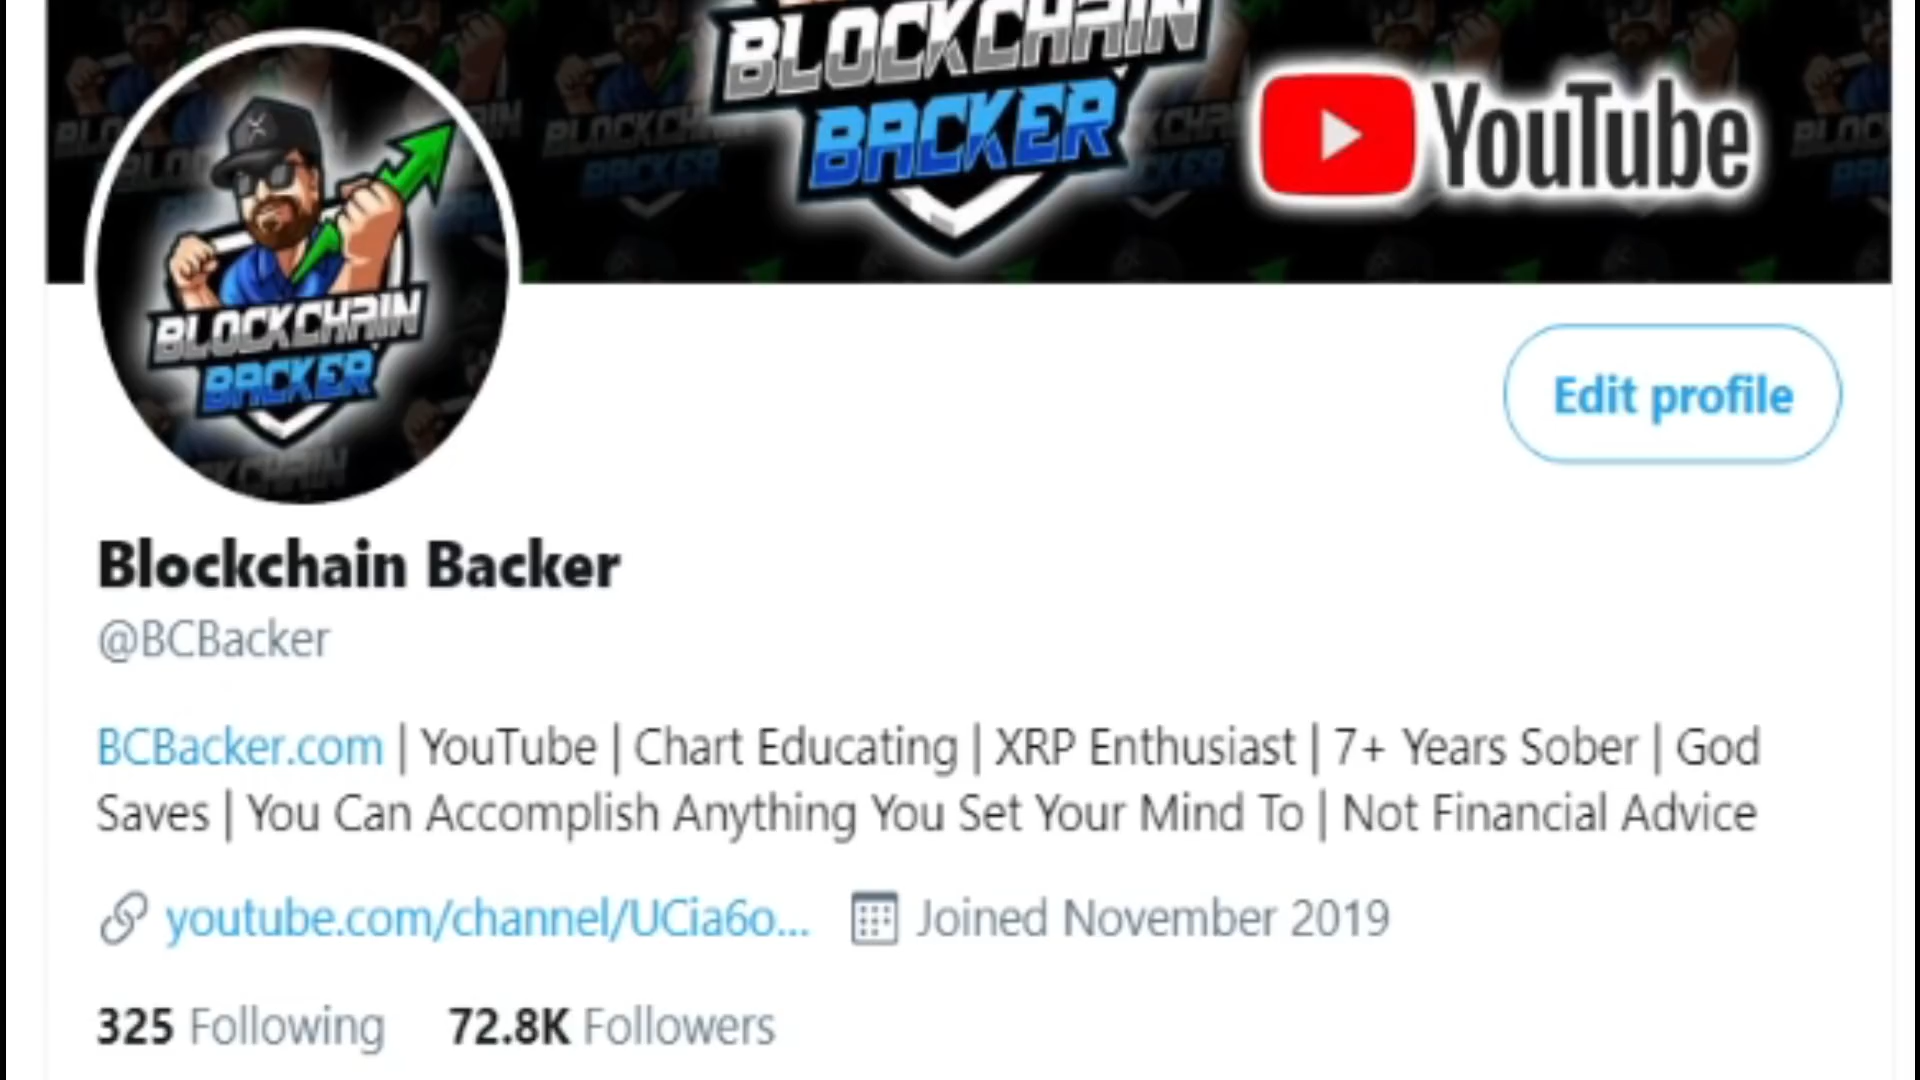 BLOCKCHAIN
BACKER
YouTube
BLOCKCHAIN
BACKER
Edit profile
Blockchain Backer
@BCBacker
BCBacker.com | YouTube | Chart Educating | XRP Enthusiast | 7+ Years Sober | God
Saves | You Can Accomplish Anything You Set Your Mind To | Not Financial Advice
youtube.com/channel/UCia6o... Joined November 2019
325 Following 72.8K Followers